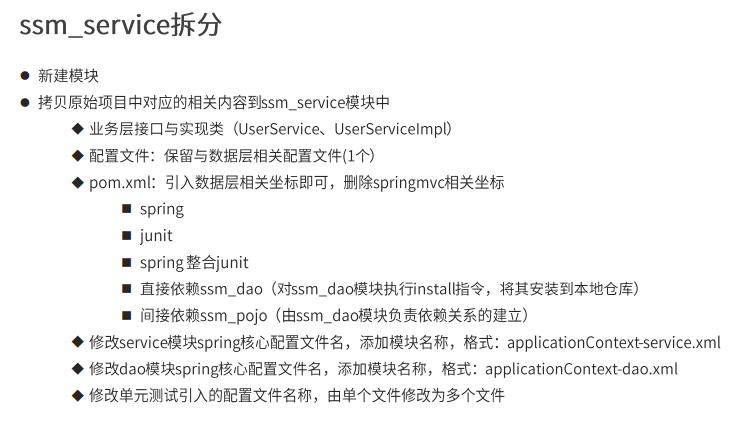 ssm_service拆分
新建模块
拷贝原始项目中对应的相关内容到ssm_service模块中
业务层接口与实现类（UserService、UserServiceImpl）
配置文件：保留与数据层相关配置文件(1个）
pom.xml：引入数据层相关坐标即可，删除springmvc相关坐标
spring
junit
spring 整合junit
直接依赖ssm_dao（对ssm_dao模块执行install指令，将其安装到本地仓库）
间接依赖ssm_pojo（由ssm_dao模块负责依赖关系的建立）
修改service模块spring核心配置文件名，添加模块名称，格式：applicationContext-service.xml
修改dao模块spring核心配置文件名，添加模块名称，格式：applicationContext-dao.xml
修改单元测试引入的配置文件名称，由单个文件修改为多个文件